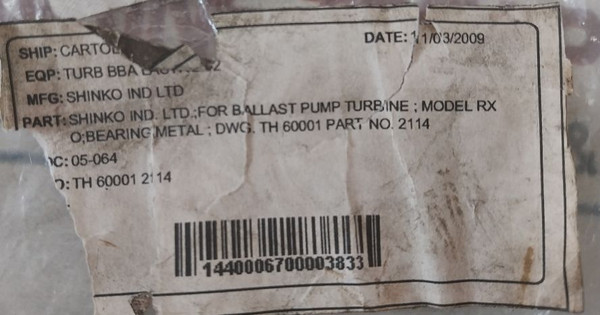 SHIP: CARTOL
DATE: 11/03/2009
EQP: TURB BBA
MFG: SHINKO IND LTD
PART: SHINKO IND. LTD.;FOR BALLAST PUMP TURBINE ; MODEL RX
O;BEARING METAL ; DWG. TH 60001 PART NO. 2114
C: 05-064
O: TH 60001 2114
1440006700003833